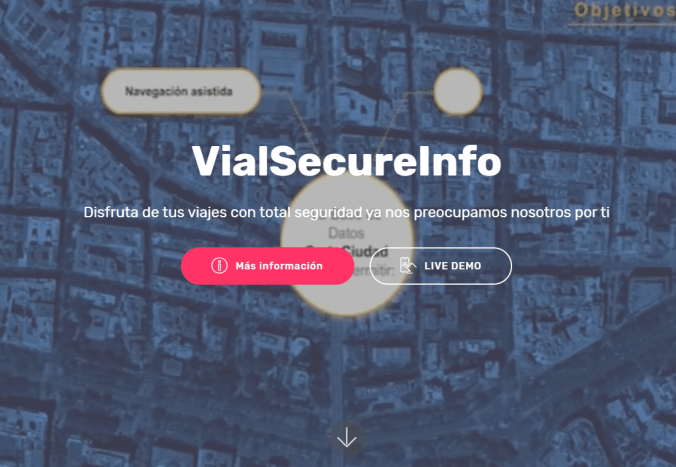 Objetivos
Navegación asistida
VialSecureInfo
Disfruta de tus viajes con total seguridad ya nos preocupamos nosotros por ti
Datos
Ciudad
Más información
LIVE DEMO